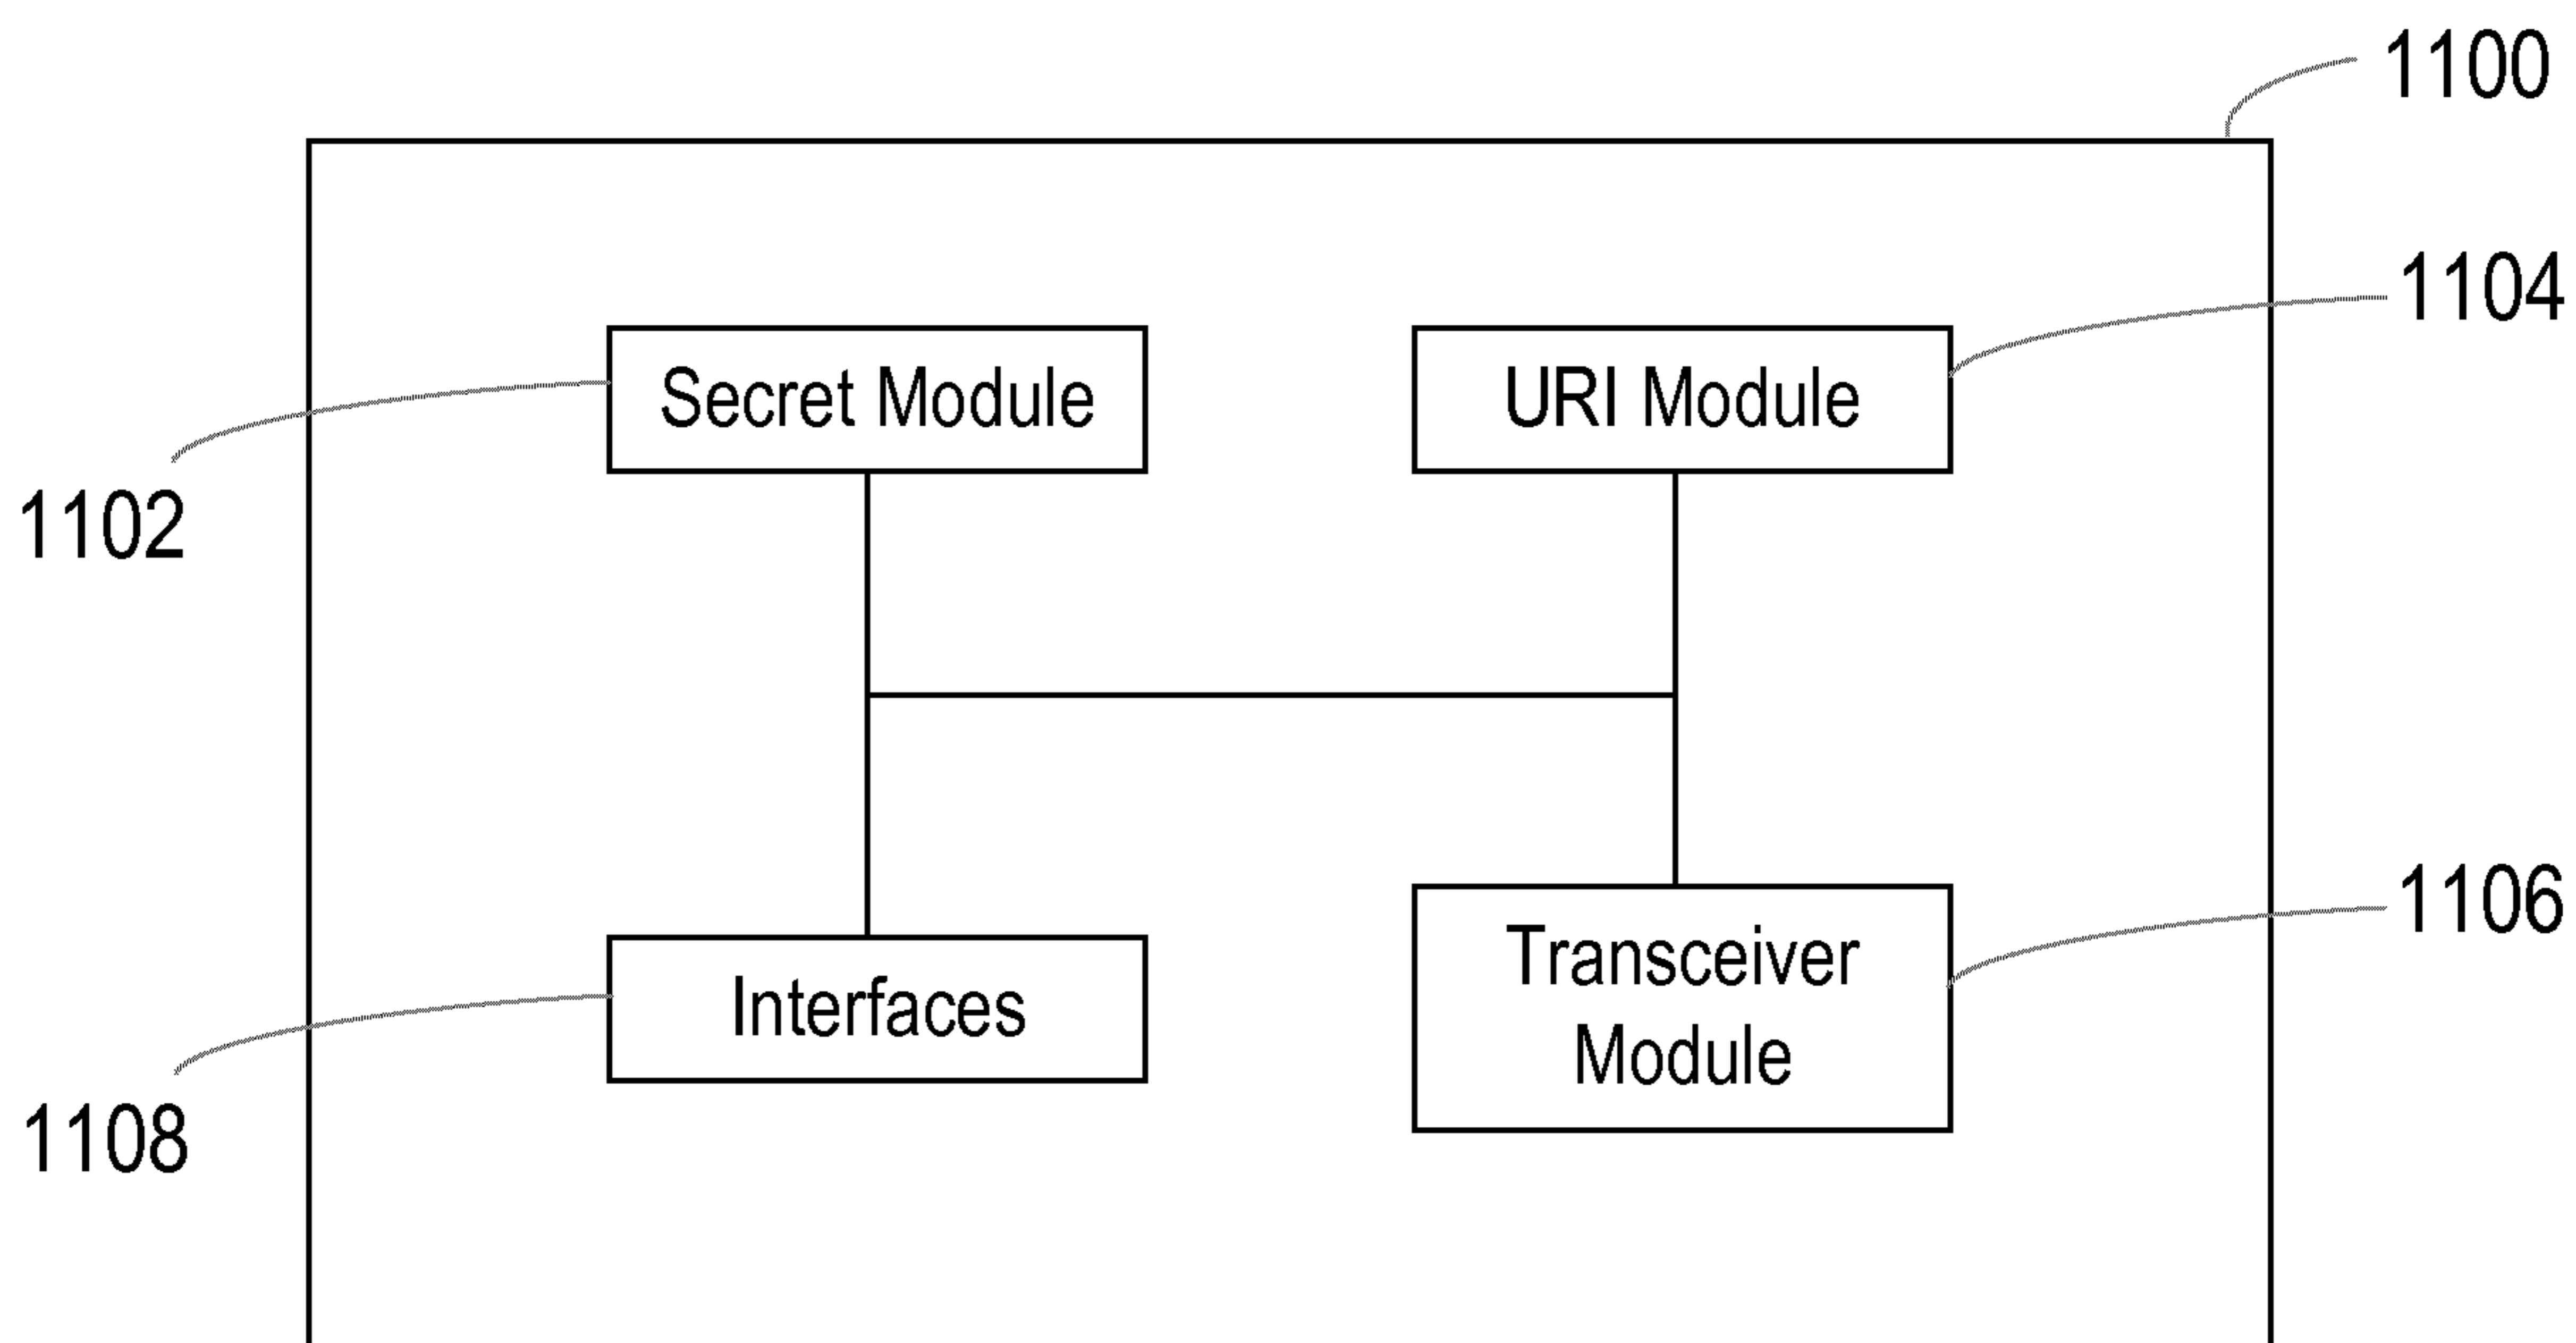 1100
1104
Secret Module
URI Module
1102
1106
Transceiver
Module
Interfaces
1108